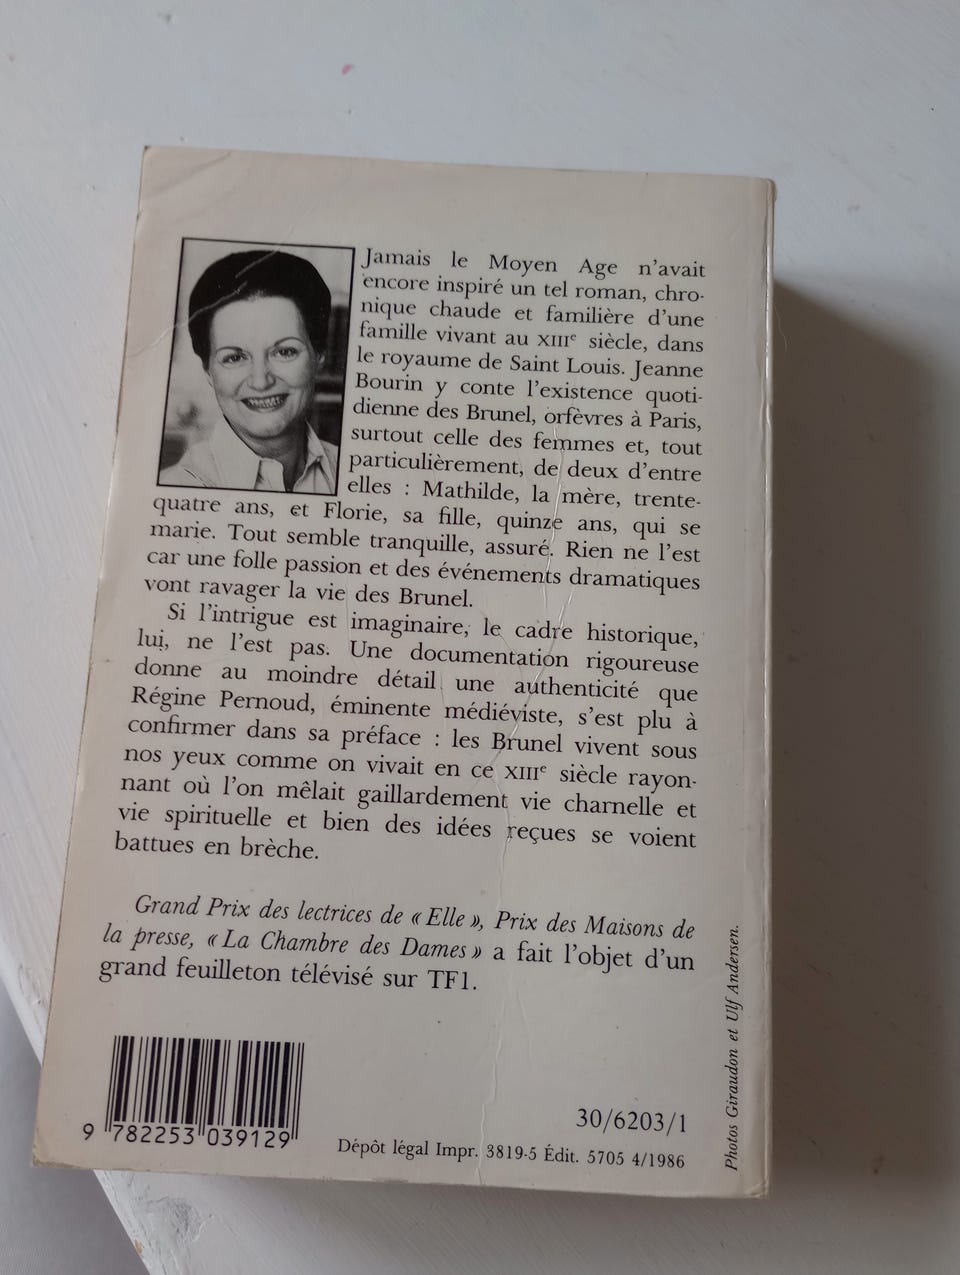 Jamais le Moyen Age n'avait
encore inspiré un tel roman, chro-
nique chaude et familière d'une
famille vivant au XIIIe siècle, dans
le royaume de Saint Louis. Jeanne
Bourin y conte l'existence quoti-
dienne des Brunel, orfèvres à Paris,
surtout celle des femmes et, tout
particulièrement, de deux d'entre
elles : Mathilde, la mère, trente-
quatre ans, et Florie, sa fille, quinze ans, qui se
marie. Tout semble tranquille, assuré. Rien ne l'est
car une folle passion et des événements dramatiques
vont ravager la vie des Brunel.
Si l'intrigue est imaginaire, le cadre historique,
lui, ne l'est pas. Une documentation rigoureuse
donne au moindre détail une authenticité que
Régine Pernoud, éminente médiéviste, s'est plu à
confirmer dans sa préface : les Brunel vivent sous
nos yeux comme on vivait en ce XIIIe siècle rayon-
nant où l'on mêlait gaillardement vie charnelle et
vie spirituelle et bien des idées reçues se voient
battues en brèche.
Grand Prix des lectrices de « Elle », Prix des Maisons de
la presse, « La Chambre des Dames » a fait l'objet d'un
grand feuilleton télévisé sur TF1.
9 782253 039129
30/6203/1
Dépôt légal Impr. 3819-5 Édit. 5705 4/1986
Photos Giraudon et Ulf Andersen.